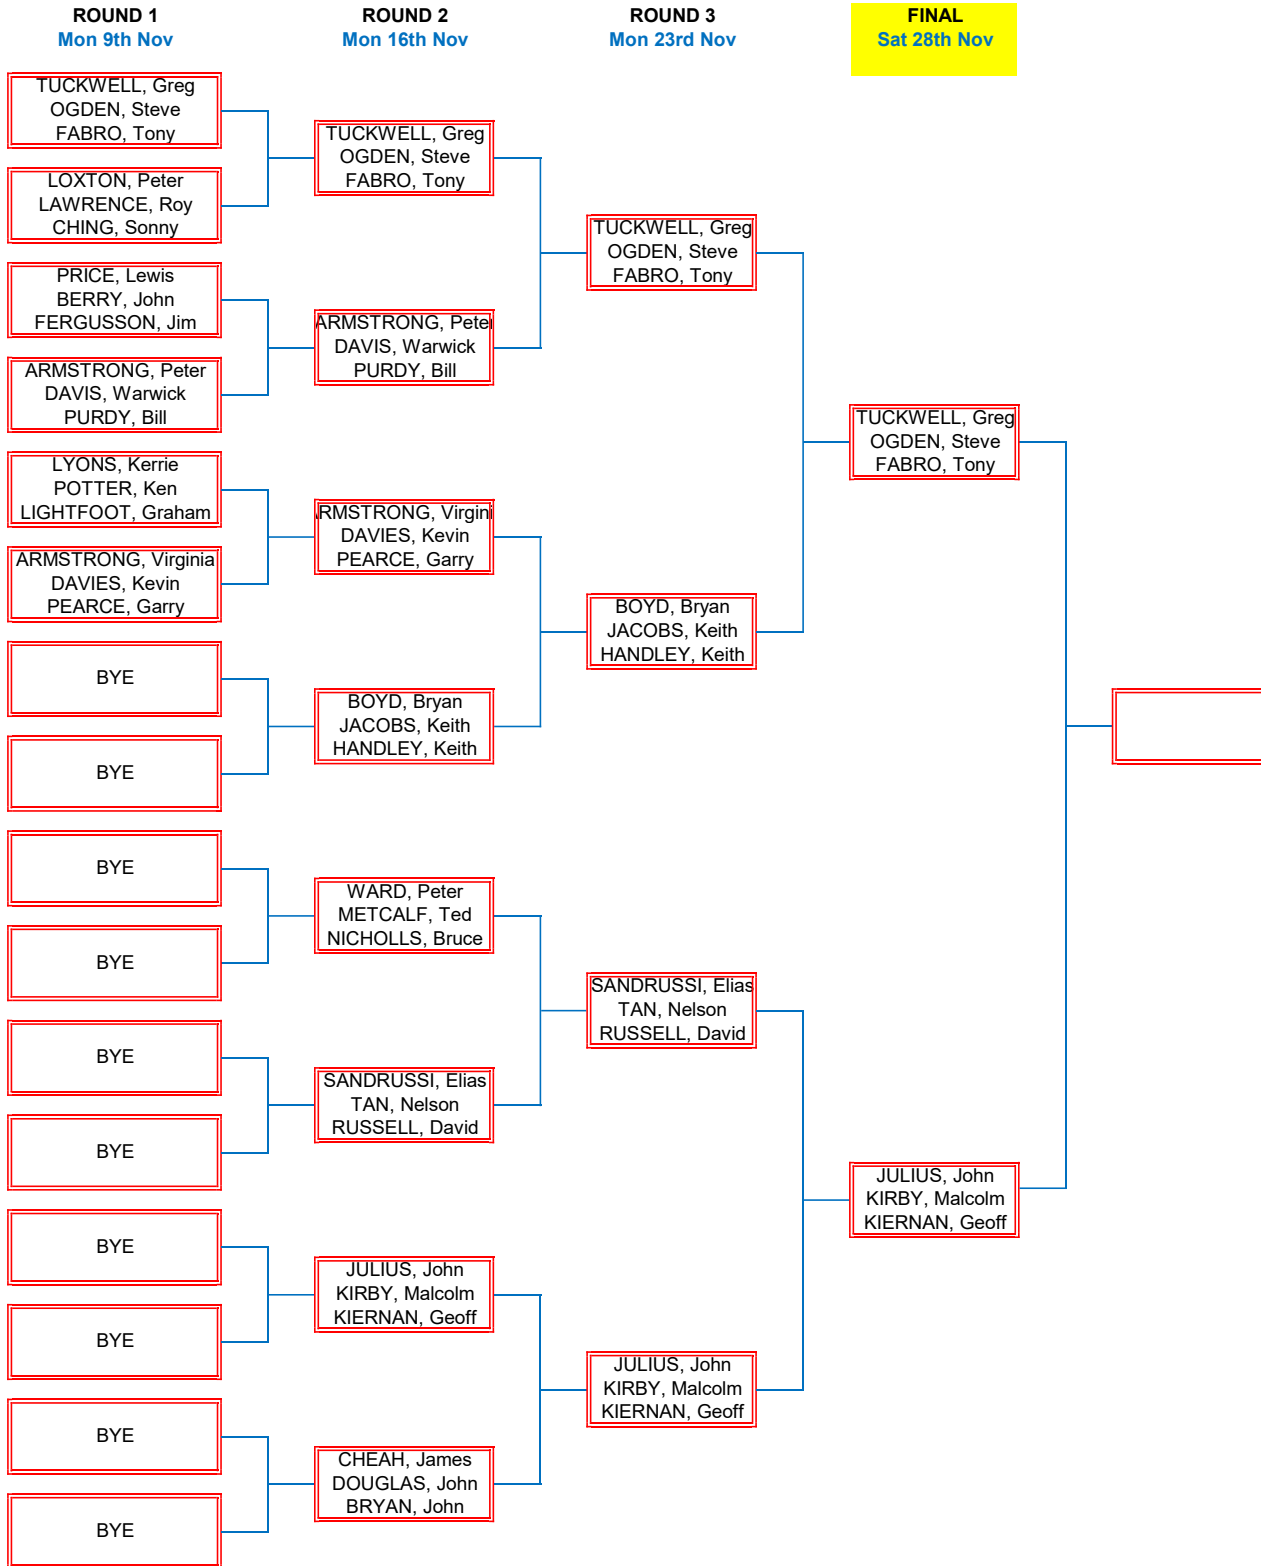 ROUND 1
Mon 9th Nov
ROUND 2
Mon 16th Nov
ROUND 3
Mon 23rd Nov
FINAL
Sat 28th Nov
TUCKWELL, Greg
OGDEN, Steve
FABRO, Tony
LOXTON, Peter
LAWRENCE, Roy
CHING, Sonny
PRICE, Lewis
BERRY, John
FERGUSSON, Jim
ARMSTRONG, Peter
DAVIS, Warwick
PURDY, Bill
LYONS, Kerrie
POTTER, Ken
LIGHTFOOT, Graham
ARMSTRONG, Virginia
DAVIES, Kevin
PEARCE, Garry
BYE
BYE
BYE
BYE
BYE
BYE
BYE
BYE
BYE
BYE
TUCKWELL, Greg
OGDEN, Steve
FABRO, Tony
ARMSTRONG, Peter
DAVIS, Warwick
PURDY, Bill
RMSTRONG, Virgini
DAVIES, Kevin
PEARCE, Garry
BOYD, Bryan
JACOBS, Keith
HANDLEY, Keith
WARD, Peter
METCALF, Ted
NICHOLLS, Bruce
SANDRUSSI, Elias
TAN, Nelson
RUSSELL, David
JULIUS, John
KIRBY, Malcolm
KIERNAN, Geoff
CHEAH, James
DOUGLAS, John
BRYAN, John
TUCKWELL, Greg
OGDEN, Steve
FABRO, Tony
BOYD, Bryan
JACOBS, Keith
HANDLEY, Keith
SANDRUSSI, Elias
TAN, Nelson
RUSSELL, David
JULIUS, John
KIRBY, Malcolm
KIERNAN, Geoff
TUCKWELL, Greg
OGDEN, Steve
FABRO, Tony
JULIUS, John
KIRBY, Malcolm
KIERNAN, Geoff